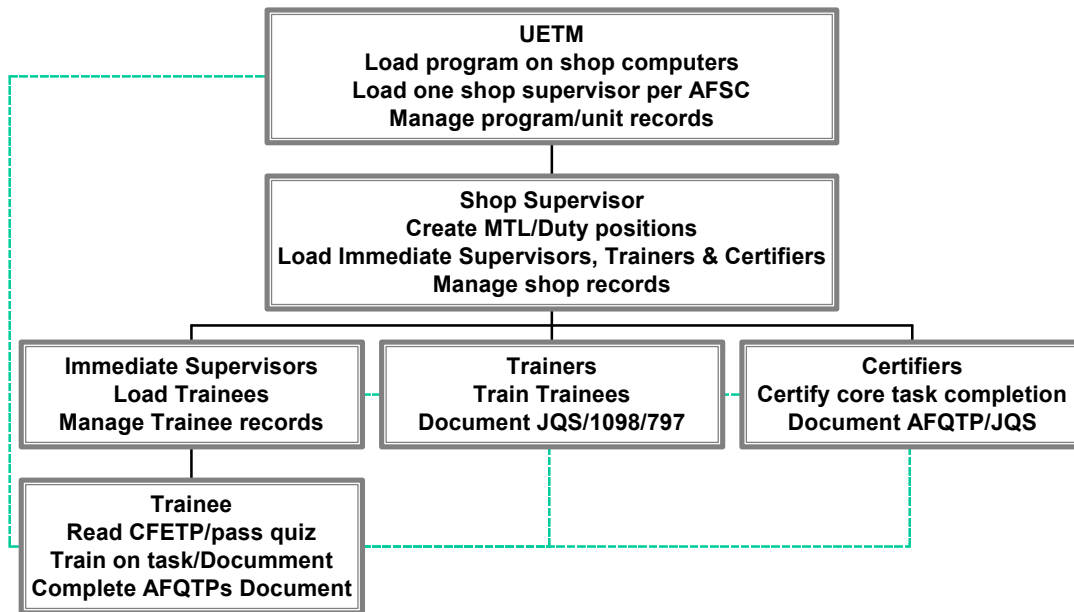 UETM
Load program on shop computers
Load one shop supervisor per AFSC
Manage program/unit records
Shop Supervisor
Create MTL/Duty positions
Load Immediate Supervisors, Trainers & Certifiers
Manage shop records
Immediate Supervisors
Load Trainees
Manage Trainee records
Trainers
Train Trainees
Document JQS/1098/797
Certifiers
Certify core task completion
Document AFQTP/JQS
Trainee
Read CFETP/pass quiz
Train on task/Documment
Complete AFQTPs Document